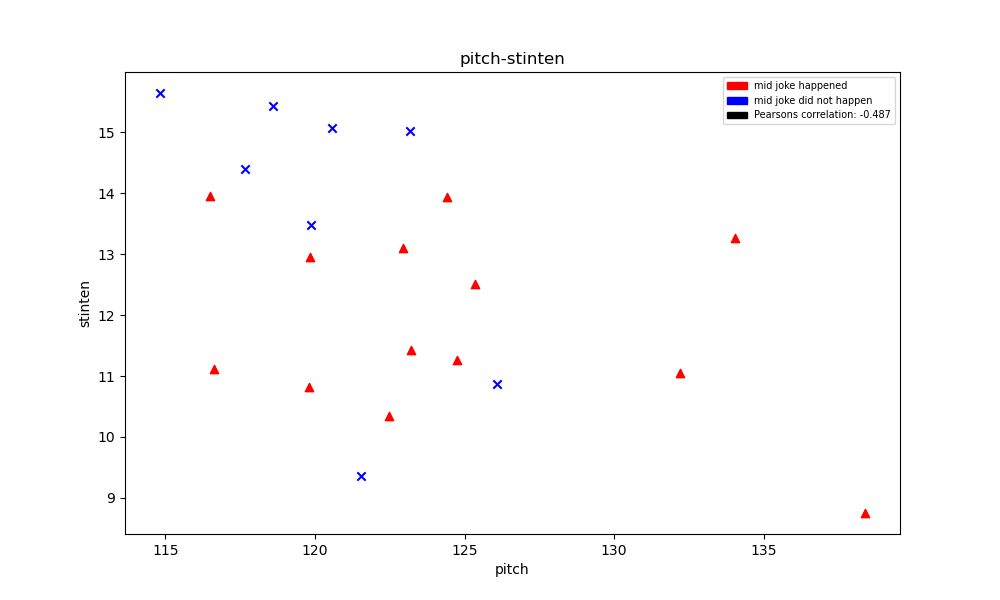 pitch-stinten
mid joke happened
mid joke did not happen
Pearsons correlation: -0.487
15
14
13
12
11
10
9
stinten
115
120
125
130
135
pitch